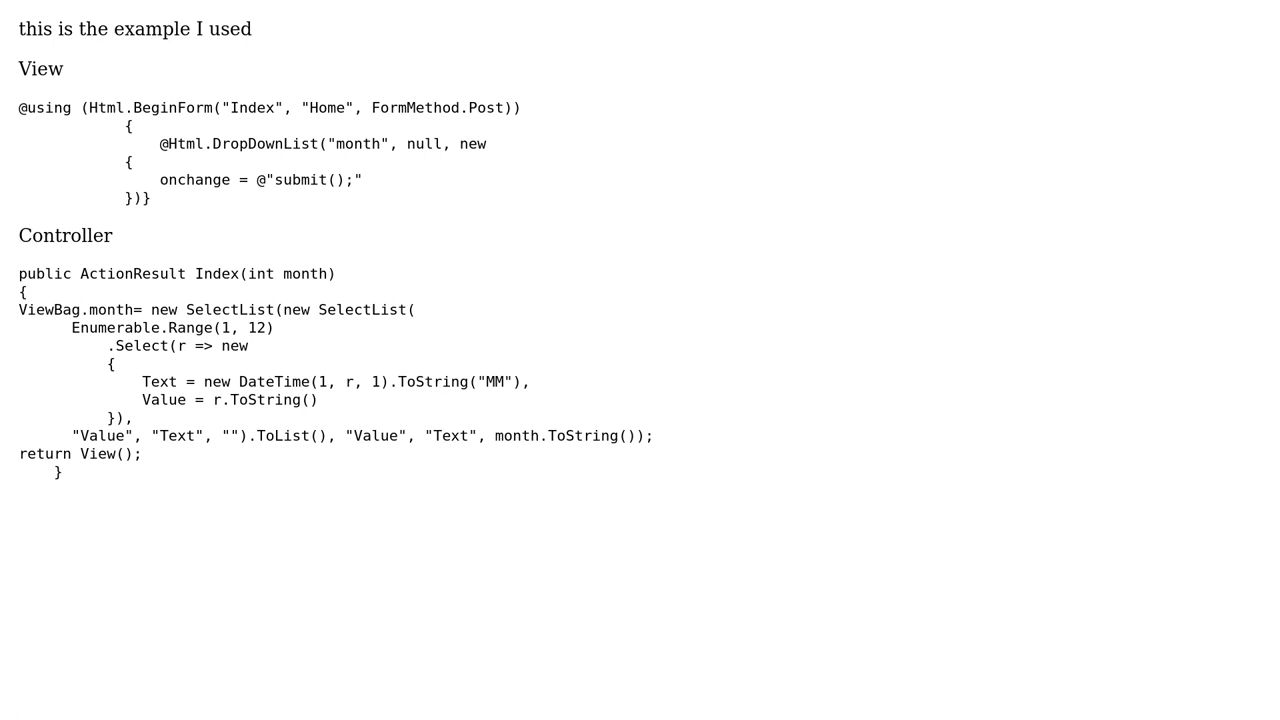 this is the example I used
View
@using (Html.BeginForm("Index", "Home", FormMethod.Post))
            {
                @Html.DropDownList("month", null, new
            {
                onchange = @"submit();"
            })}
Controller
public ActionResult Index(int month)
{
ViewBag.month= new SelectList(new SelectList(
      Enumerable.Range(1, 12)
          .Select(r => new
          {
              Text = new DateTime(1, r, 1).ToString("MM"),
              Value = r.ToString()
          }),
      "Value", "Text", "").ToList(), "Value", "Text", month.ToString());
return View();
    }